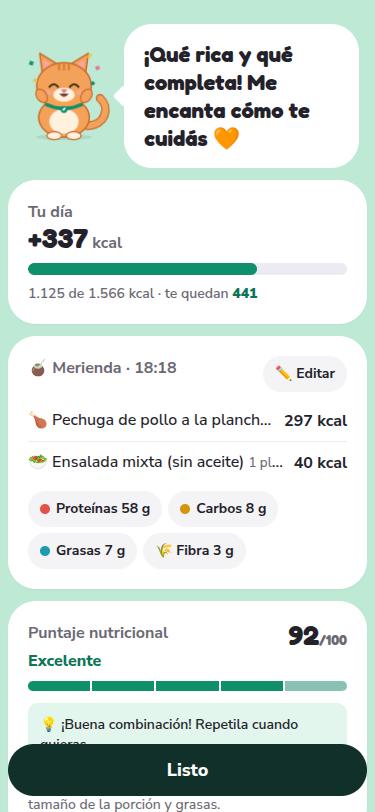 ¡Qué rica y qué
completa! Me
encanta cómo te
cuidás 🧡
Tu día
+337 kcal
1.125 de 1.566 kcal · te quedan 441
🧉 Merienda · 18:18
✏️ Editar
🍗 Pechuga de pollo a la planch... 297 kcal
🥗 Ensalada mixta (sin aceite) 1 pl... 40 kcal
Proteínas 58 g
Carbos 8 g
Grasas 7 g
🌾 Fibra 3 g
Puntaje nutricional
92/100
Excelente
💡 ¡Buena combinación! Repetila cuando
Listo
tamaño de la porción y grasas.